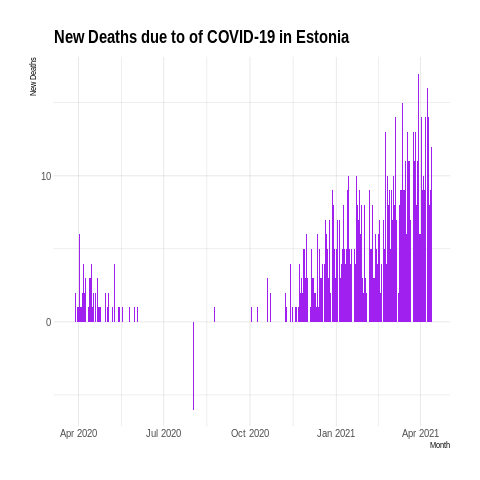 New Deaths due to of COVID-19 in Estonia
New Deaths
10
0
Apr 2020 Jul 2020 Oct 2020 Jan 2021 Apr 2021
Month